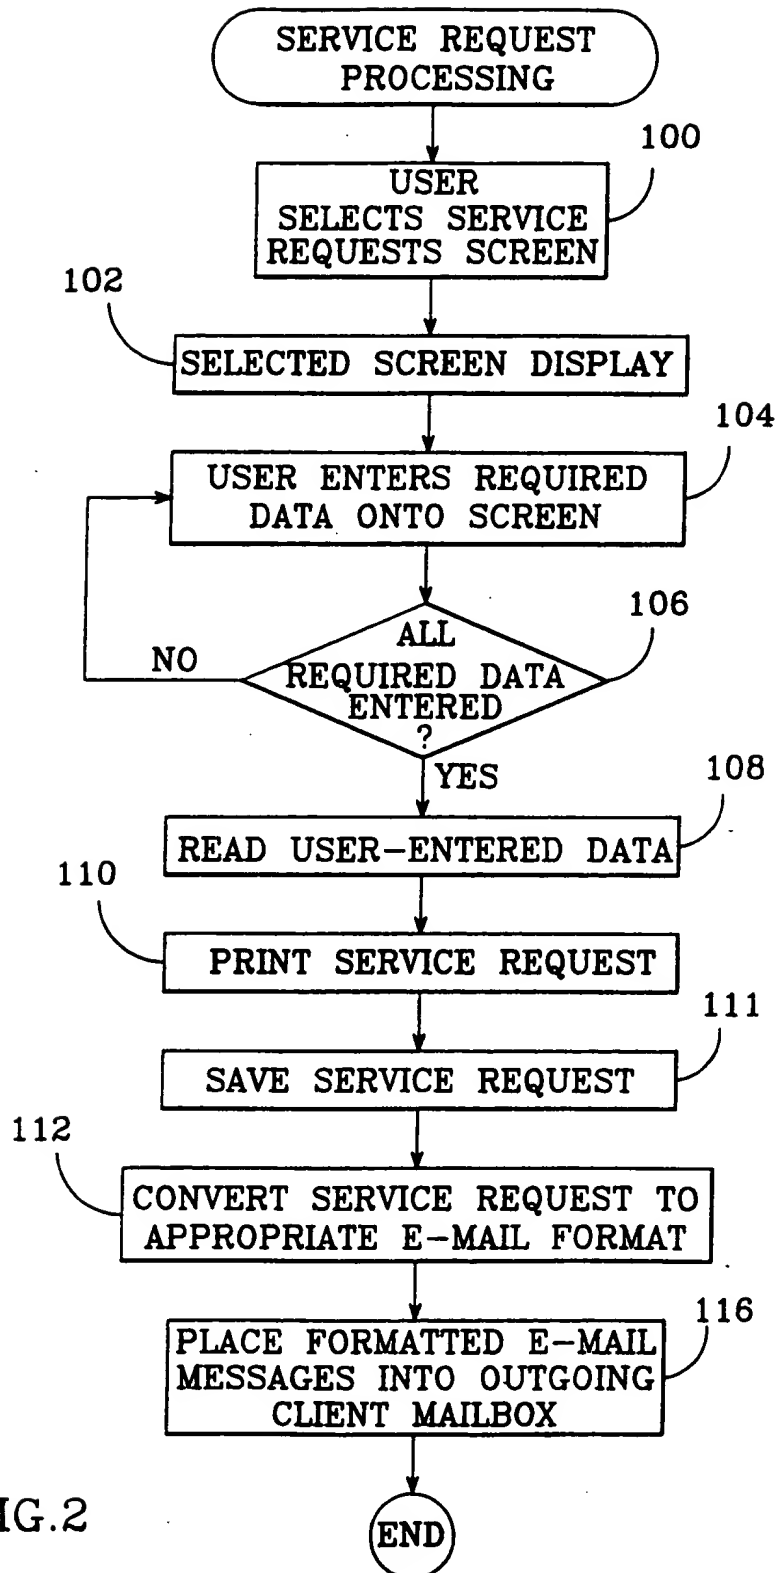 SERVICE REQUEST
PROCESSING
100
USER
SELECTS SERVICE
REQUESTS SCREEN
102
SELECTED SCREEN DISPLAY
104
USER ENTERS REQUIRED
DATA ONTO SCREEN
106
ALL
REQUIRED DATA
ENTERED
?
NO
YES
108
READ USER-ENTERED DATA
110
PRINT SERVICE REQUEST
111
SAVE SERVICE REQUEST
112
CONVERT SERVICE REQUEST TO
APPROPRIATE E-MAIL FORMAT
116
PLACE FORMATTED E-MAIL
MESSAGES INTO OUTGOING
CLIENT MAILBOX
END
IG.2